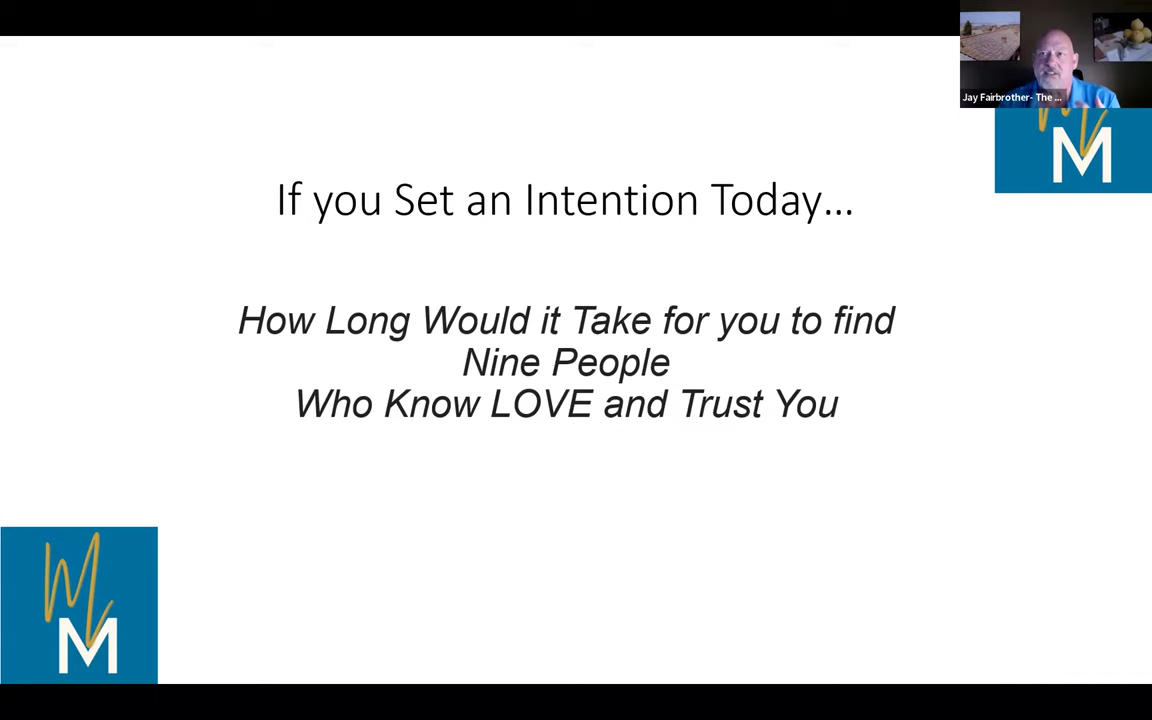 Jay Fairbrother- The ...
M
M
If you Set an Intention Today...
How Long Would it Take for you to find
Nine People
Who Know LOVE and Trust You
M
M